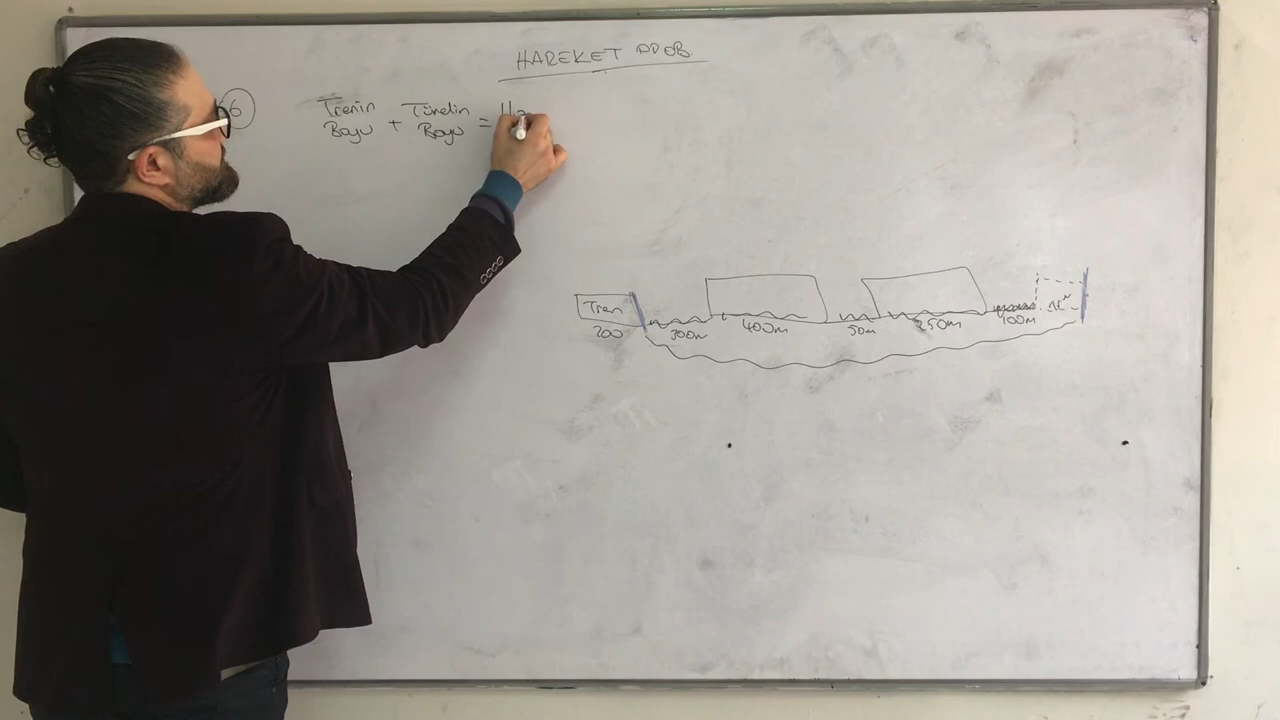 HAREKET PROB.
6
Trenin Tünelin
Boyu + Boyu =
Tren
200 300m 400m 50m 250m 100m